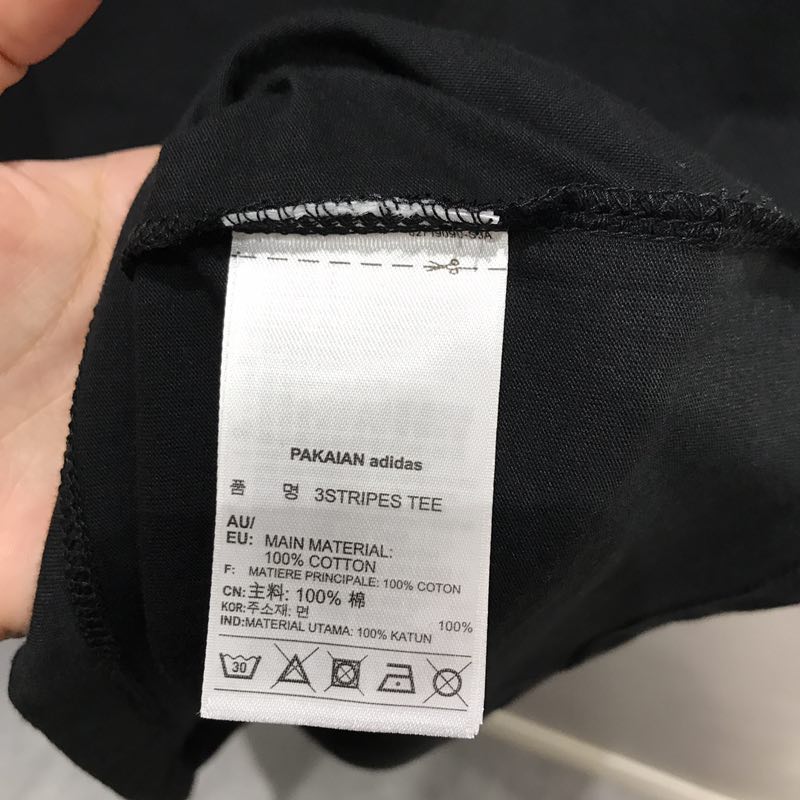 PAKAIAN adidas
품 명 3STRIPES TEE
AU/
EU: MAIN MATERIAL:
100% COTTON
F: MATIERE PRINCIPALE: 100% COTON
CN:主料: 100% 棉
KOR:주소재: 면 100%
IND:MATERIAL UTAMA: 100% KATUN
30